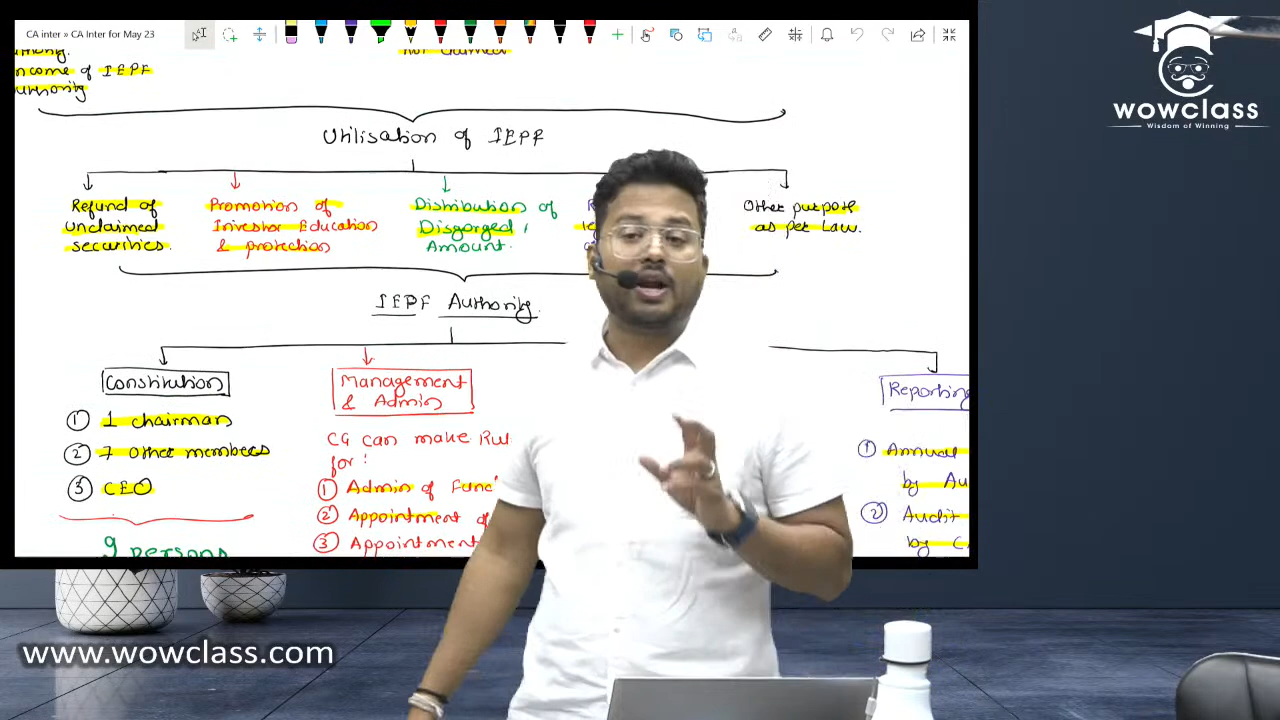 CA inter » CA Inter for May 23
income of IEPF
authority
Utilisation of IEPF
Refund of
unclaimed
securities.
Promotion of
Investor Education
& protection
Distribution of
Disgorged
Amount.
Other purpose
as per Law.
IEPF Authority.
Constitution
① 1 chairman
② 7 Other members
③ CEO
9 persons
Management
& Admin
CG can make Rul
for:
① Admin of Func
② Appointment of
③ Appointment
Reporting
① Annual
by Au
② Audit
by C
wowclass
Wisdom of Winning
www.wowclass.com